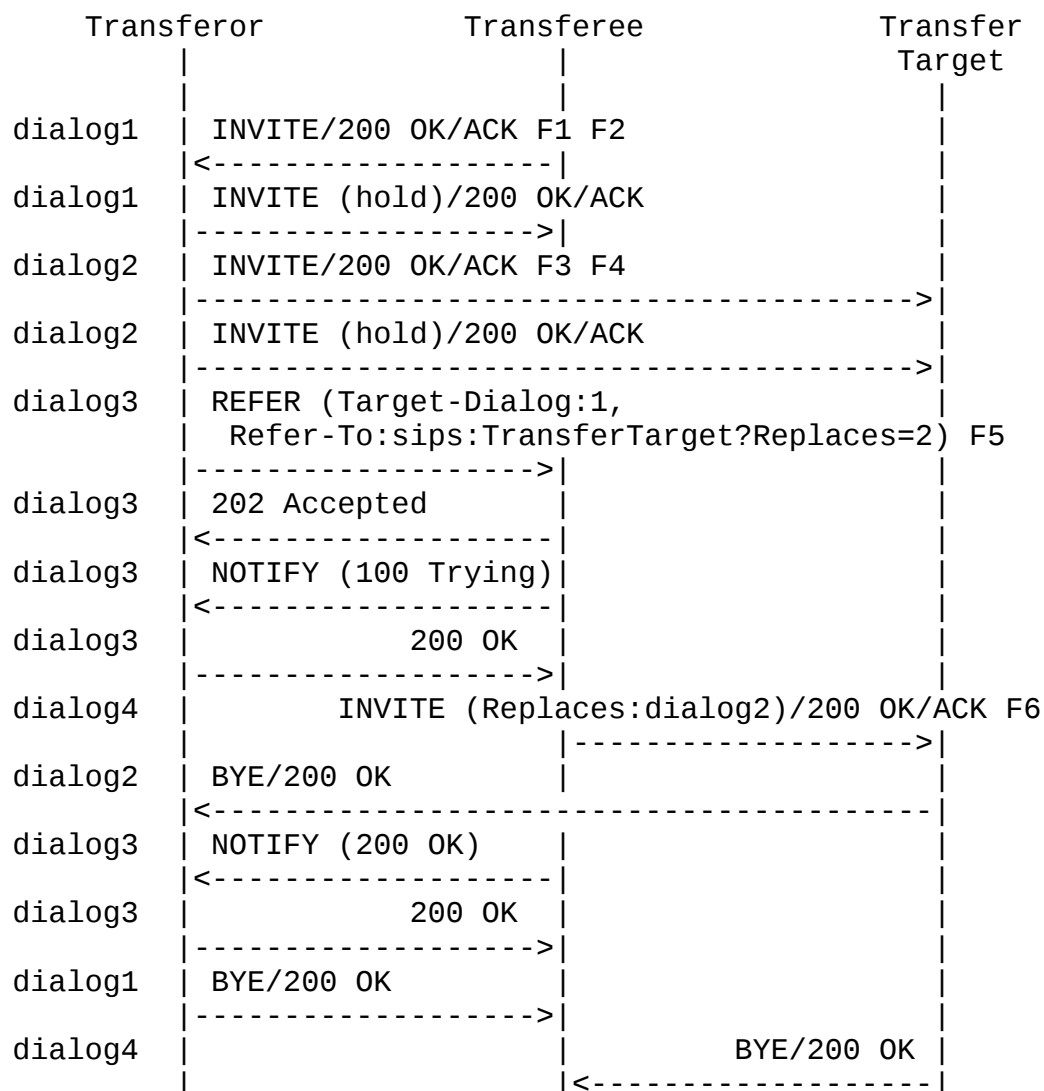 Transferor Transferee Transfer
Target
dialog1 INVITE/200 OK/ACK F1 F2
dialog1 INVITE (hold)/200 OK/ACK
dialog2 INVITE/200 OK/ACK F3 F4
dialog2 INVITE (hold)/200 OK/ACK
dialog3 REFER (Target-Dialog:1,
Refer-To:sips:TransferTarget?Replaces=2) F5
dialog3 202 Accepted
dialog3 NOTIFY (100 Trying)
dialog3 200 OK
dialog4 INVITE (Replaces:dialog2)/200 OK/ACK F6
dialog2 BYE/200 OK
dialog3 NOTIFY (200 OK)
dialog3 200 OK
dialog1 BYE/200 OK
dialog4 BYE/200 OK